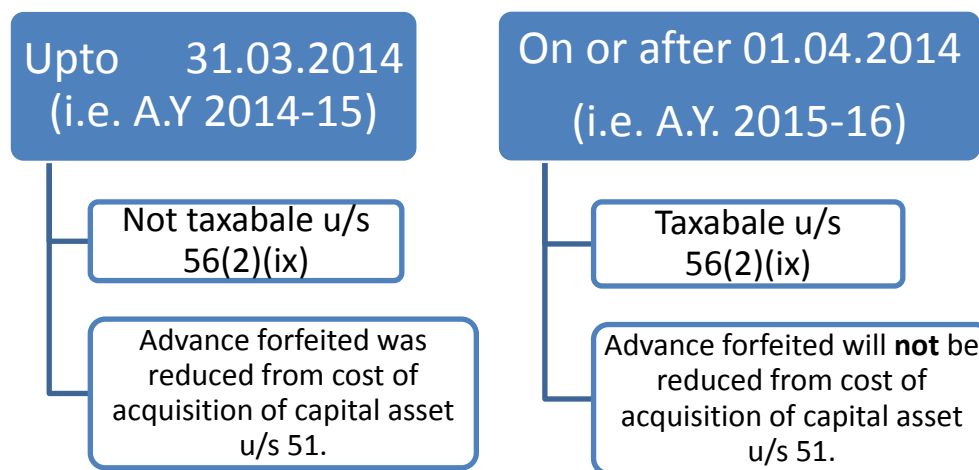 Upto 31.03.2014
(i.e. A.Y 2014-15)
Not taxabale u/s
56(2)(ix)
Advance forfeited was
reduced from cost of
acquisition of capital asset
u/s 51.
On or after 01.04.2014
(i.e. A.Y. 2015-16)
Taxabale u/s
56(2)(ix)
Advance forfeited will not be
reduced from cost of
acquisition of capital asset
u/s 51.